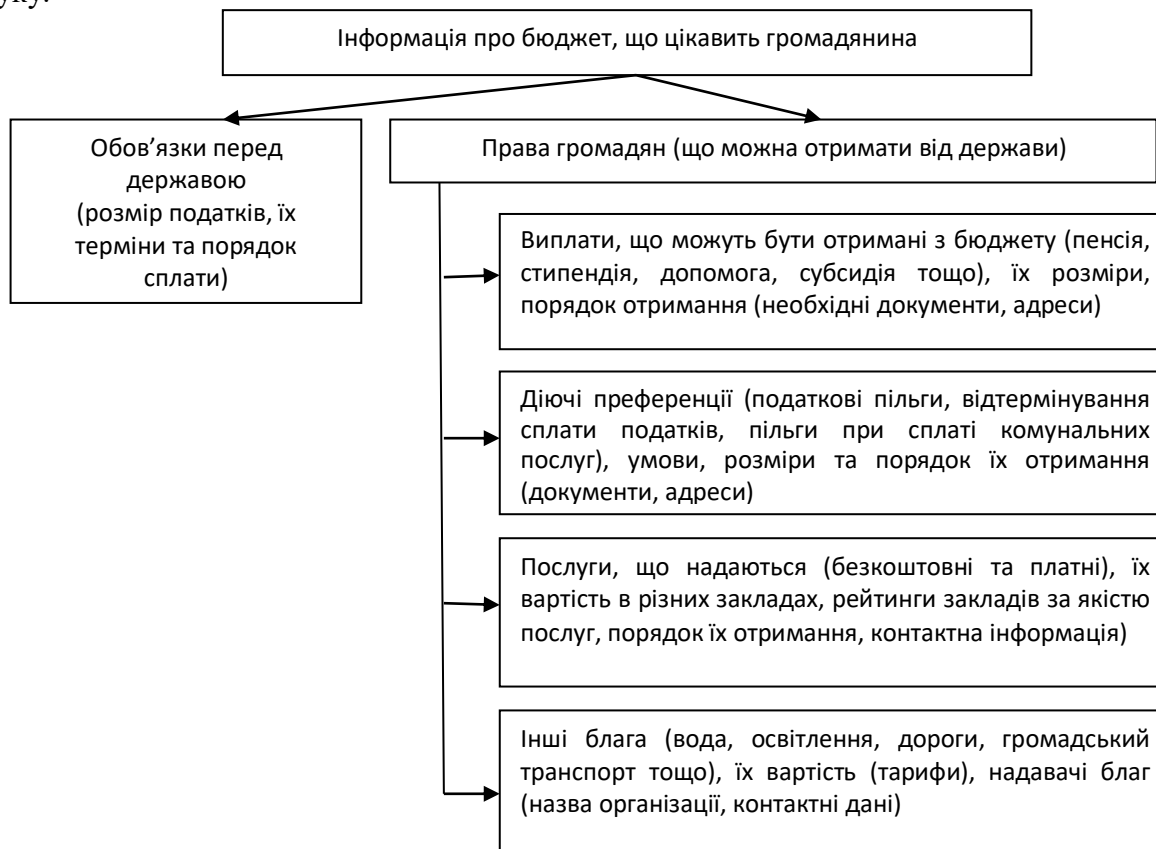 уку.
Інформація про бюджет, що цікавить громадянина
Обов’язки перед
державою
(розмір податків, їх
терміни та порядок
сплати)
Права громадян (що можна отримати від держави)
Виплати, що можуть бути отримані з бюджету (пенсія,
стипендія, допомога, субсидія тощо), їх розміри,
порядок отримання (необхідні документи, адреси)
Діючі преференції (податкові пільги, відтермінування
сплати податків, пільги при сплаті комунальних
послуг), умови, розміри та порядок їх отримання
(документи, адреси)
Послуги, що надаються (безкоштовні та платні), їх
вартість в різних закладах, рейтинги закладів за якістю
послуг, порядок їх отримання, контактна інформація)
Інші блага (вода, освітлення, дороги, громадський
транспорт тощо), їх вартість (тарифи), надавачі благ
(назва організації, контактні дані)